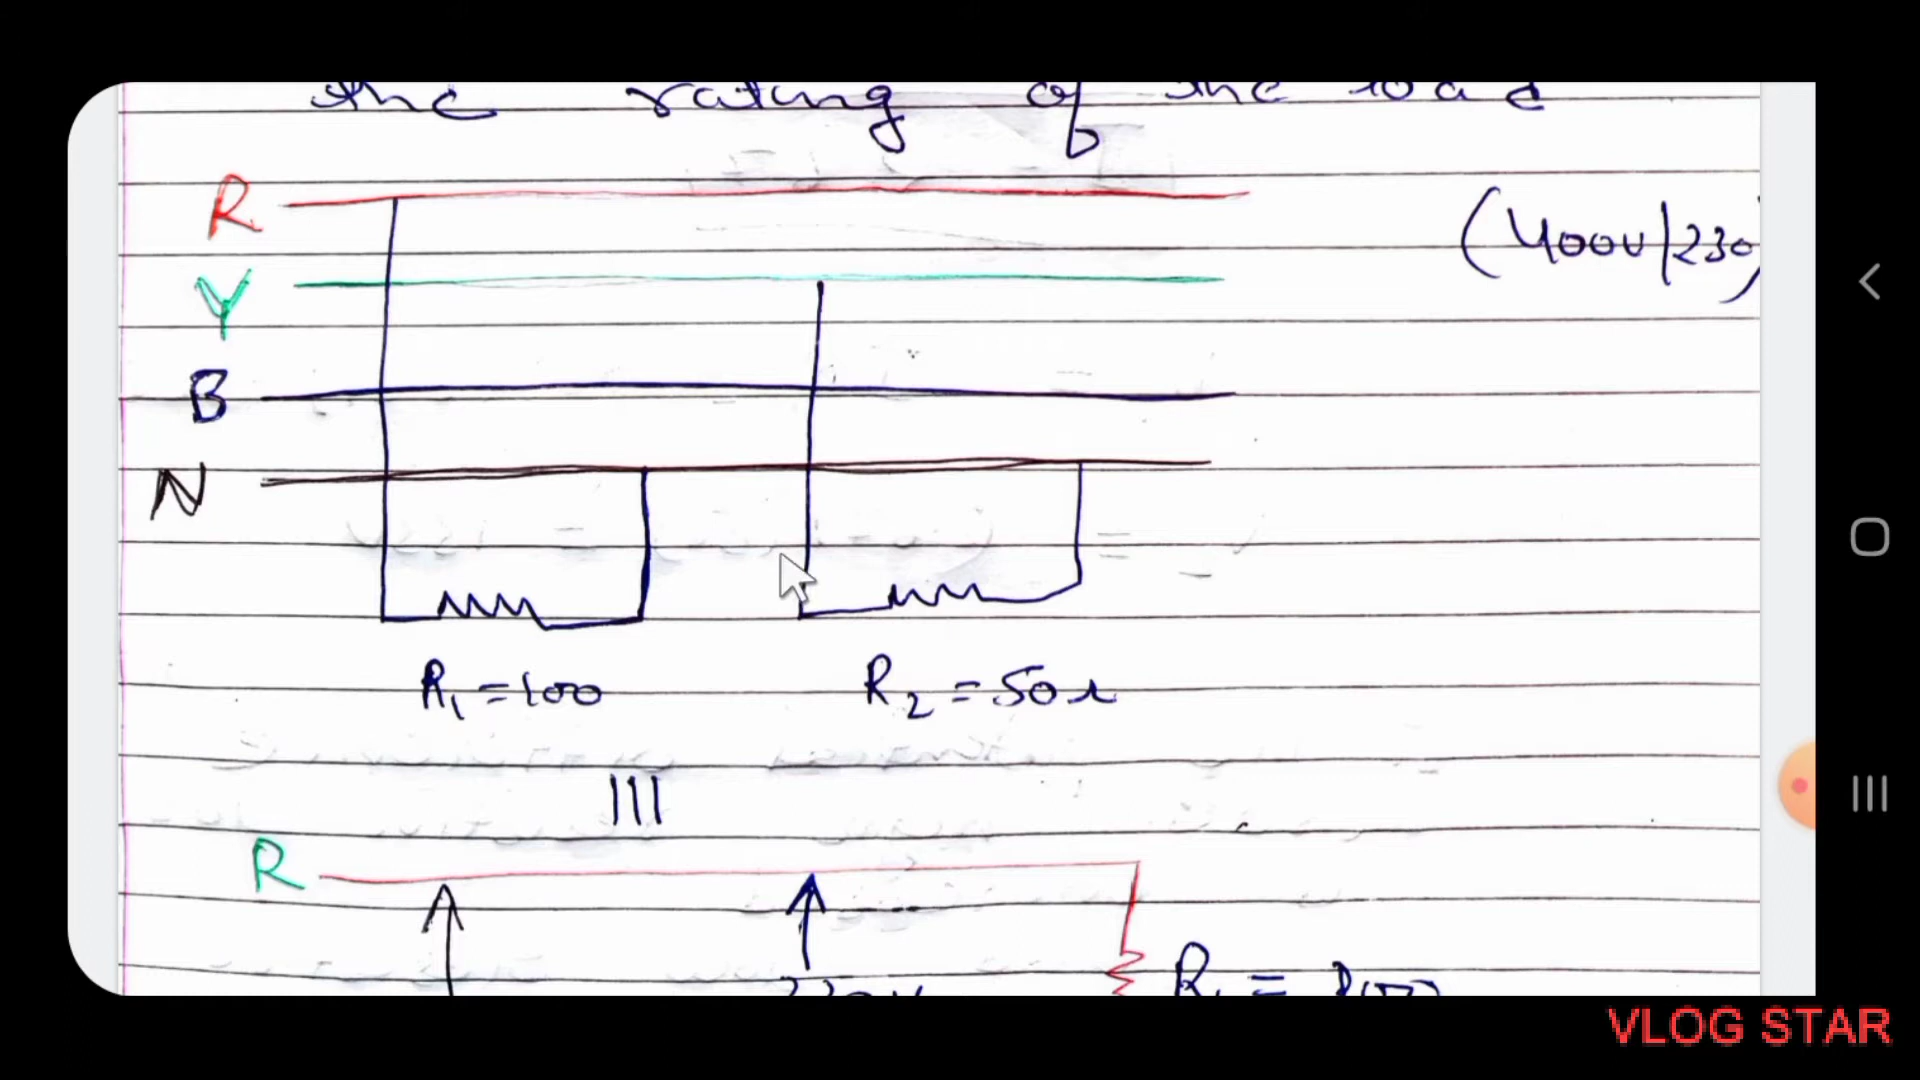 the rating of the load
R
(400V/230)
Y
B
N
R₁ = 100
R₂ = 50Ω
R
VLOG STAR